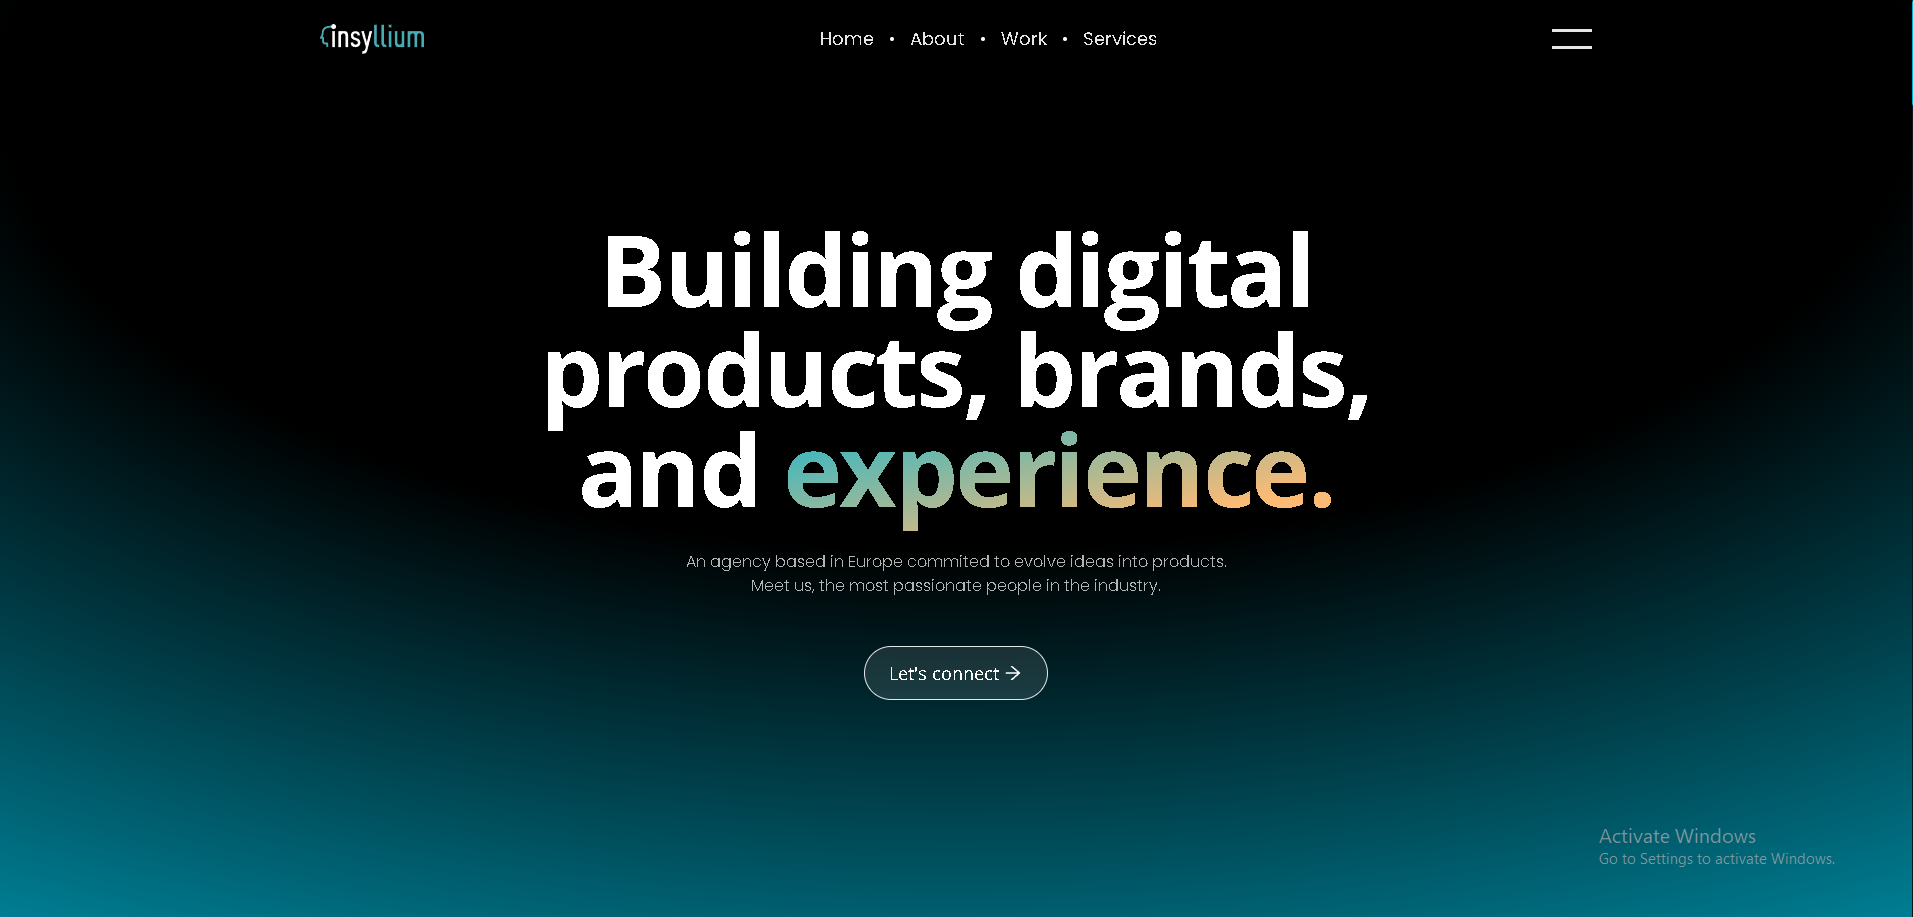 insyllium
Home • About • Work • Services
Building digital
products, brands,
and experience.
An agency based in Europe commited to evolve ideas into products.
Meet us, the most passionate people in the industry.
Let's connect →
Activate Windows
Go to Settings to activate Windows.